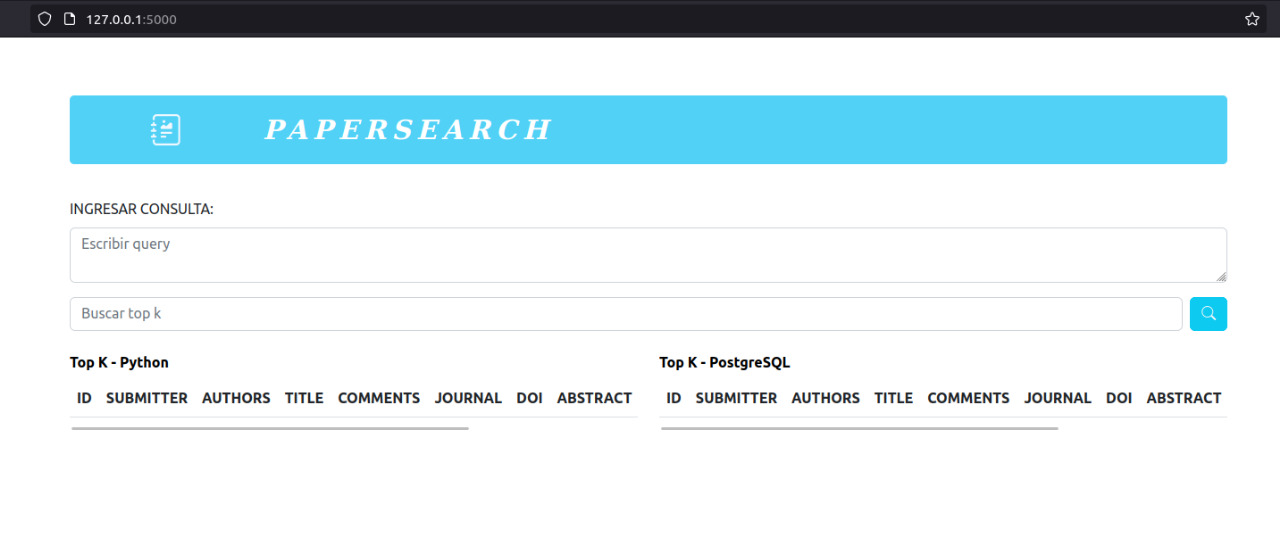 127.0.0.1:5000
PAPERSEARCH
INGRESAR CONSULTA:
Escribir query
Buscar top k
Top K - Python
ID SUBMITTER AUTHORS TITLE COMMENTS JOURNAL DOI ABSTRACT
Top K - PostgreSQL
ID SUBMITTER AUTHORS TITLE COMMENTS JOURNAL DOI ABSTRACT